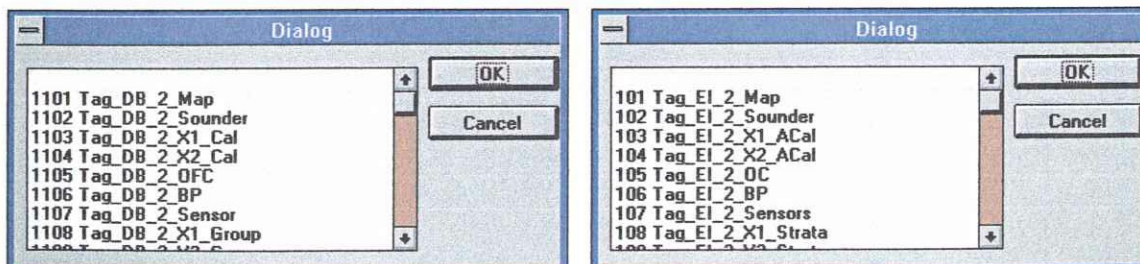 Dialog
OK
Cancel
1101 Tag_DB_2_Map
1102 Tag_DB_2_Sounder
1103 Tag_DB_2_X1_Cal
1104 Tag_DB_2_X2_Cal
1105 Tag_DB_2_OFC
1106 Tag_DB_2_BP
1107 Tag_DB_2_Sensor
1108 Tag_DB_2_X1_Group
Dialog
OK
Cancel
101 Tag_EI_2_Map
102 Tag_EI_2_Sounder
103 Tag_EI_2_X1_ACal
104 Tag_EI_2_X2_ACal
105 Tag_EI_2_OC
106 Tag_EI_2_BP
107 Tag_EI_2_Sensors
108 Tag_EI_2_X1_Strata